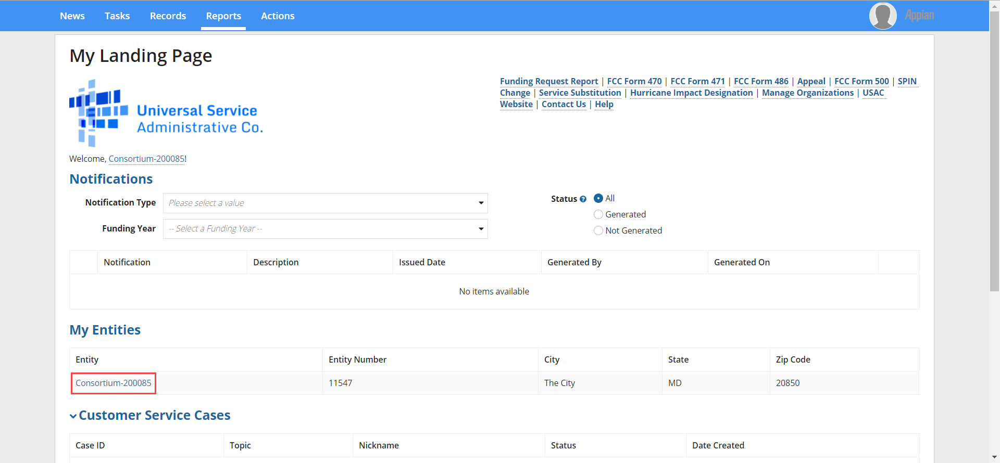 News Tasks Records Reports Actions Appian
My Landing Page
Universal Service
Administrative Co.
Funding Request Report | FCC Form 470 | FCC Form 471 | FCC Form 486 | Appeal | FCC Form 500 | SPIN
Change | Service Substitution | Hurricane Impact Designation | Manage Organizations | USAC
Website | Contact Us | Help
Welcome, Consortium-200085!
Notifications
Notification Type Please select a value
Funding Year -- Select a Funding Year --
Status ? All
Generated
Not Generated
Notification Description Issued Date Generated By Generated On
No items available
My Entities
Entity Entity Number City State Zip Code
Consortium-200085 11547 The City MD 20850
Customer Service Cases
Case ID Topic Nickname Status Date Created